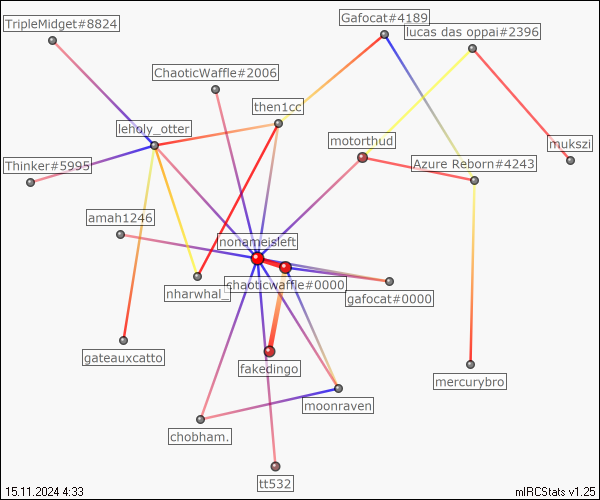 Gafocat#4189
TripleMidget#8824
lucas das oppai#2396
ChaoticWaffle#2006
then1cc
leholy_otter
motorthud
mukszi
Thinker#5995
Azure Reborn#4243
amah1246
nonameisleft
chaoticwaffle#0000
nharwhal_
gafocat#0000
gateauxcatto
fakedingo
mercurybro
moonraven
chobham.
tt532
15.11.2024 4:33
mIRCStats v1.25